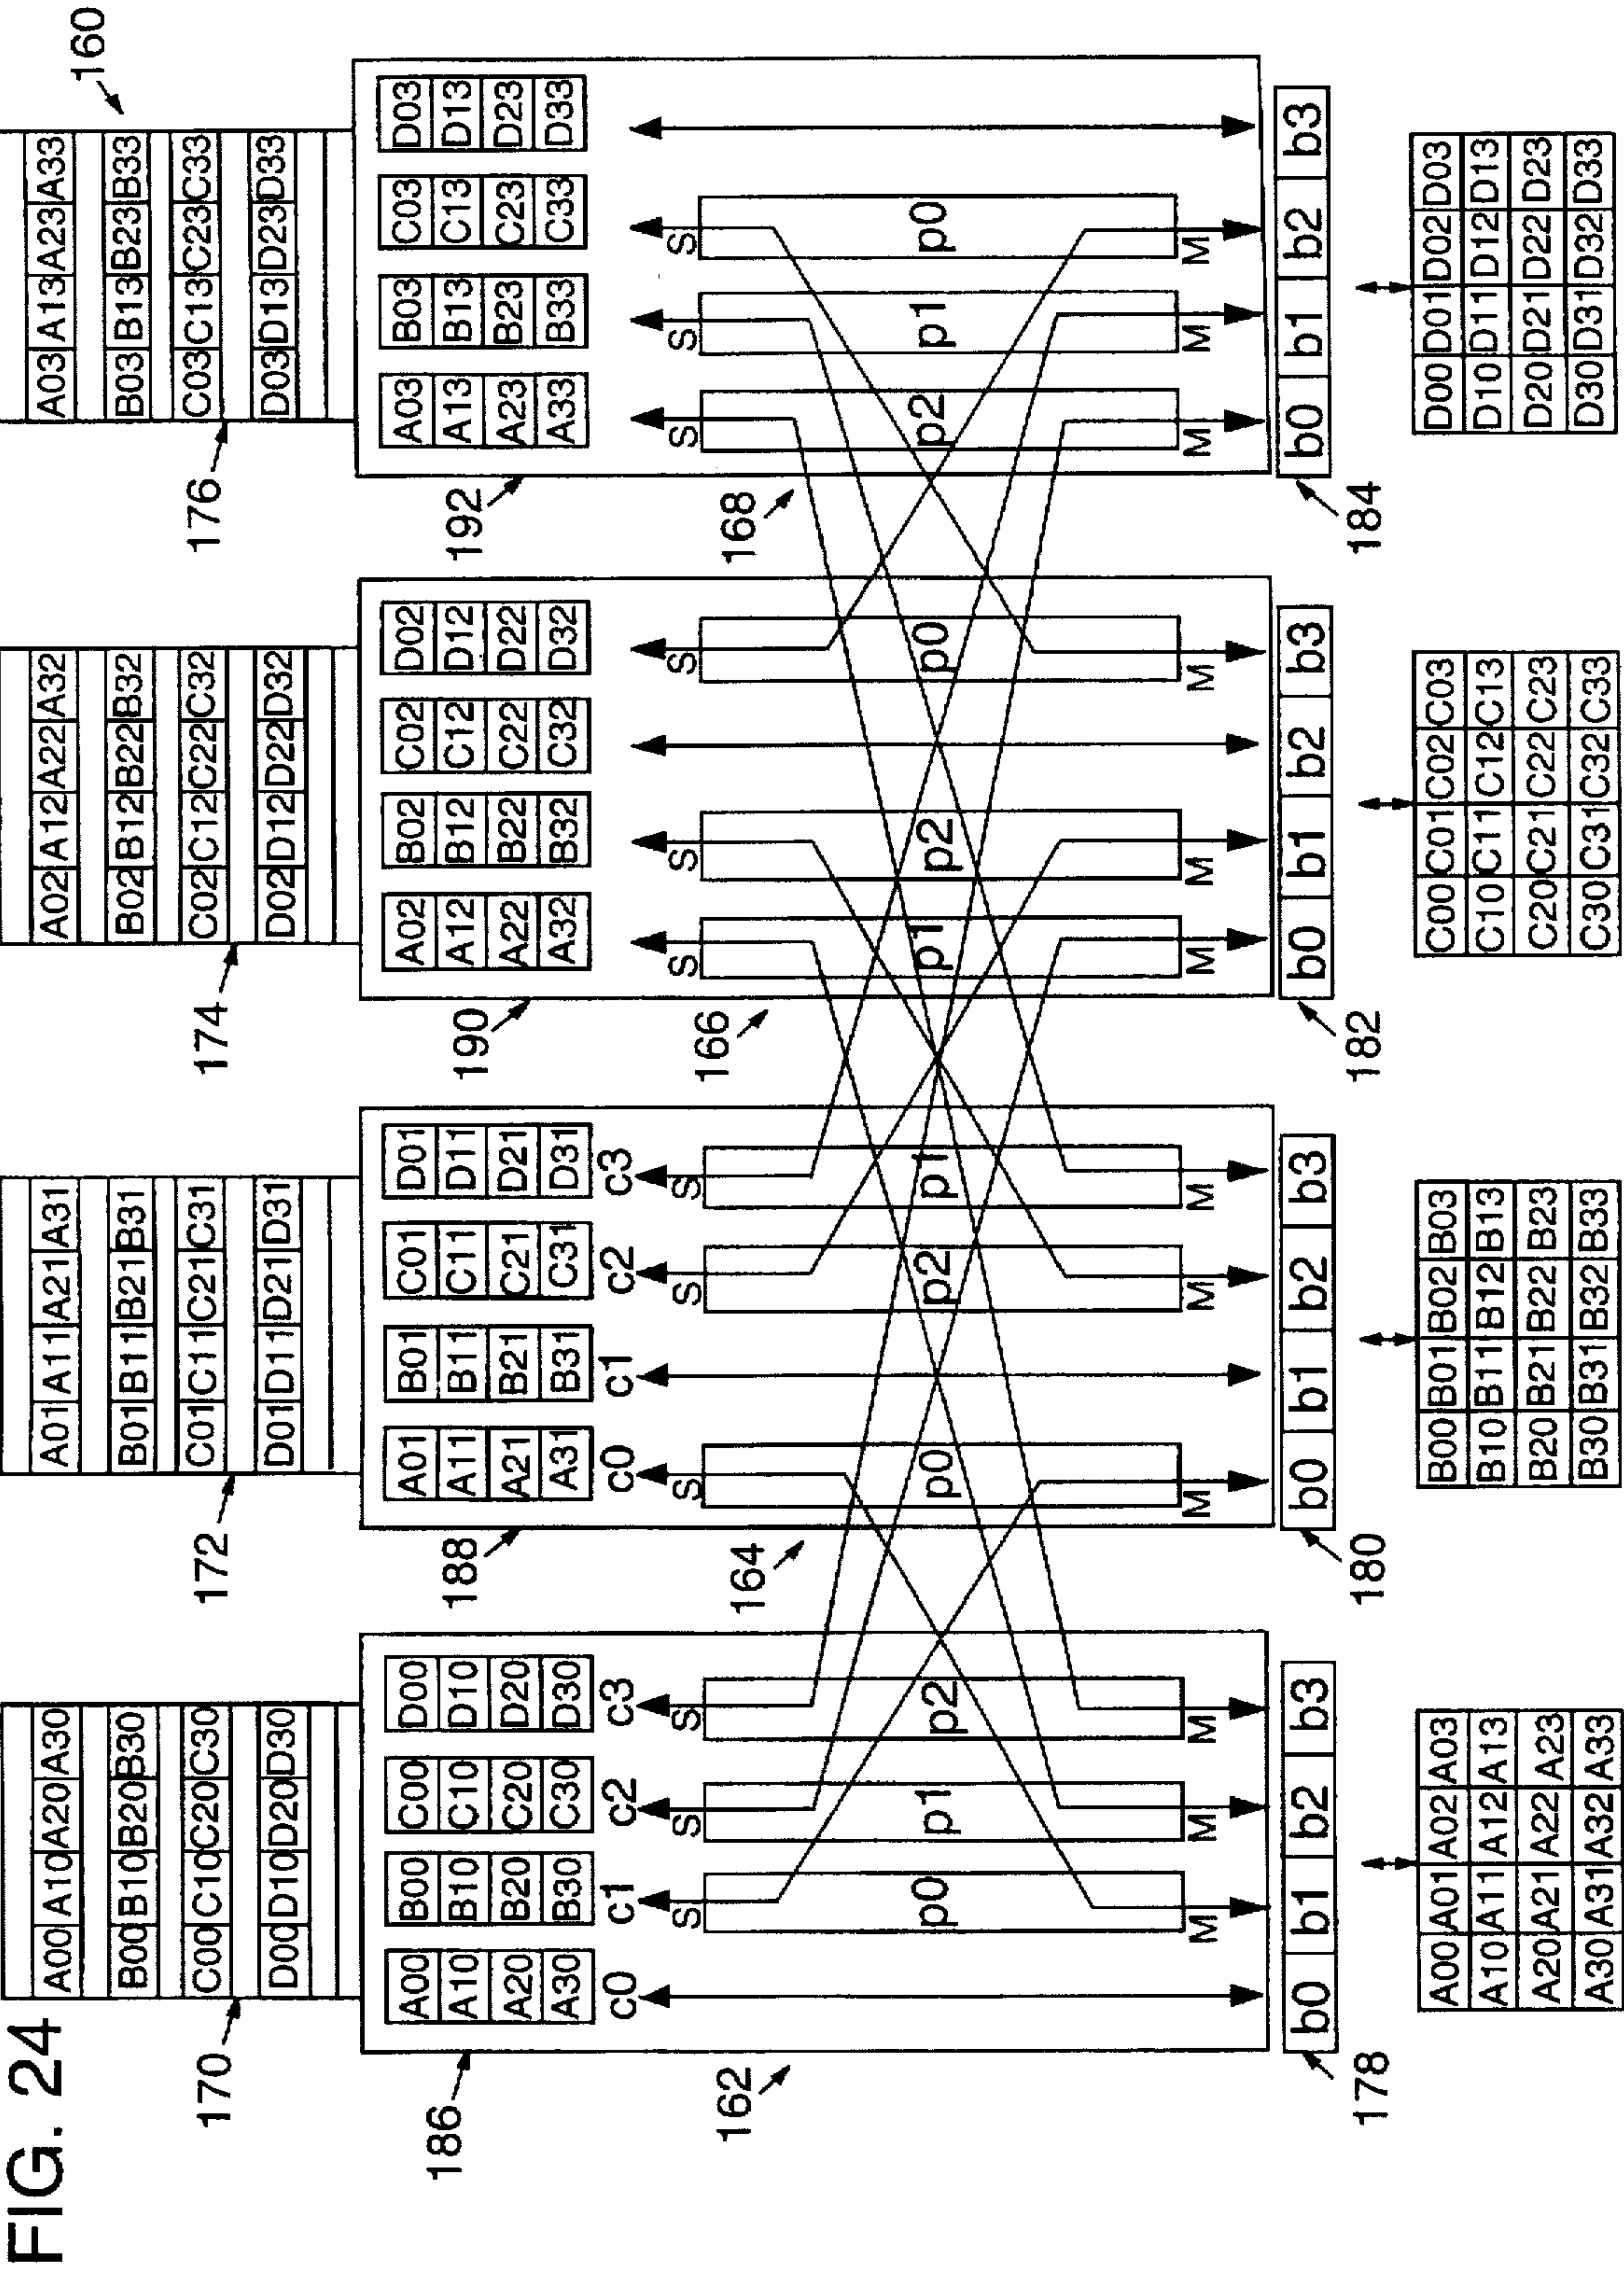 FIG. 24
160
A00 A10 A20 A30
B00 B10 B20 B30
C00 C10 C20 C30
D00 D10 D20 D30
170
A01 A11 A21 A31
B01 B11 B21 B31
C01 C11 C21 C31
D01 D11 D21 D31
172
A02 A12 A22 A32
B02 B12 B22 B32
C02 C12 C22 C32
D02 D12 D22 D32
174
A03 A13 A23 A33
B03 B13 B23 B33
C03 C13 C23 C33
D03 D13 D23 D33
176
186
A00 B00 C00 D00
A10 B10 C10 D10
A20 B20 C20 D20
A30 B30 C30 D30
c0 c1 c2 c3
S S S
162
p0 p1 p2
M M M
188
A01 B01 C01 D01
A11 B11 C11 D11
A21 B21 C21 D21
A31 B31 C31 D31
c0 c1 c2 c3
S S S
164
p0 p2 p1
M M M
190
A02 B02 C02 D02
A12 B12 C12 D12
A22 B22 C22 D22
A32 B32 C32 D32
S S S
166
p1 p2 p0
M M M
192
A03 B03 C03 D03
A13 B13 C13 D13
A23 B23 C23 D23
A33 B33 C33 D33
S S S
168
p2 p1 p0
M M M
b0 b1 b2 b3
178
b0 b1 b2 b3
180
b0 b1 b2 b3
182
b0 b1 b2 b3
184
A00 A01 A02 A03
A10 A11 A12 A13
A20 A21 A22 A23
A30 A31 A32 A33
B00 B01 B02 B03
B10 B11 B12 B13
B20 B21 B22 B23
B30 B31 B32 B33
C00 C01 C02 C03
C10 C11 C12 C13
C20 C21 C22 C23
C30 C31 C32 C33
D00 D01 D02 D03
D10 D11 D12 D13
D20 D21 D22 D23
D30 D31 D32 D33